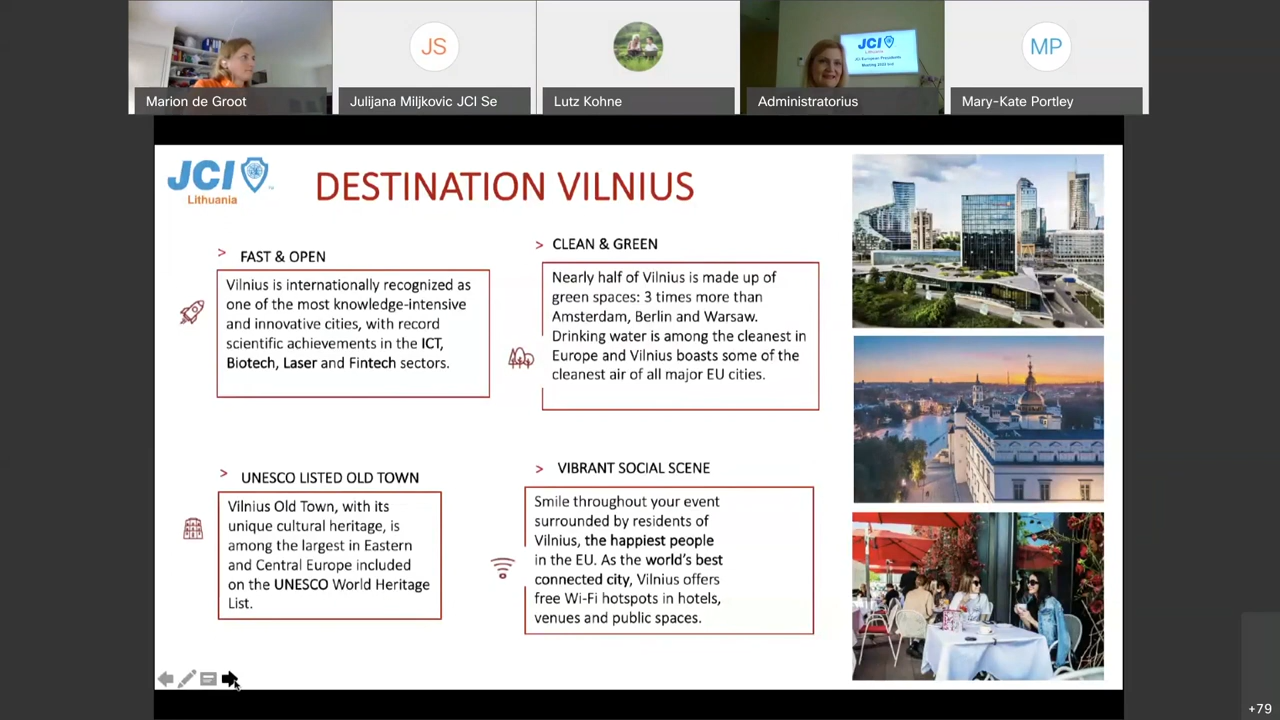 JS
MP
JCI
Lithuania
Marion de Groot
Julijana Miljkovic JCI Se
Lutz Kohne
Administratorius
Mary-Kate Portley
JCI
Lithuania
DESTINATION VILNIUS
> FAST & OPEN
Vilnius is internationally recognized as
one of the most knowledge-intensive
and innovative cities, with record
scientific achievements in the ICT,
Biotech, Laser and Fintech sectors.
> CLEAN & GREEN
Nearly half of Vilnius is made up of
green spaces: 3 times more than
Amsterdam, Berlin and Warsaw.
Drinking water is among the cleanest in
Europe and Vilnius boasts some of the
cleanest air of all major EU cities.
> UNESCO LISTED OLD TOWN
Vilnius Old Town, with its
unique cultural heritage, is
among the largest in Eastern
and Central Europe included
on the UNESCO World Heritage
List.
> VIBRANT SOCIAL SCENE
Smile throughout your event
surrounded by residents of
Vilnius, the happiest people
in the EU. As the world's best
connected city, Vilnius offers
free Wi-Fi hotspots in hotels,
venues and public spaces.
+79